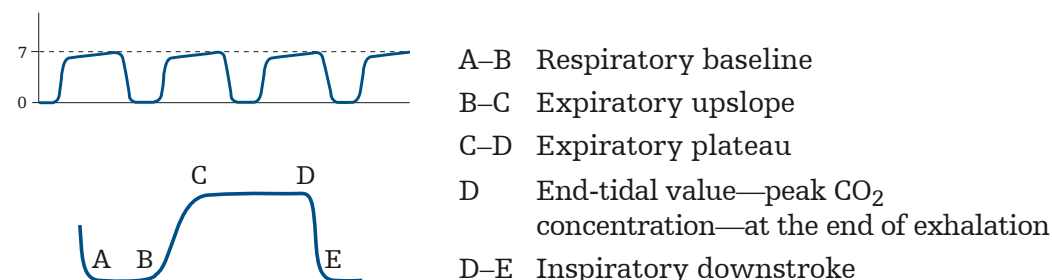 7
0
C D
A B E
A–B Respiratory baseline
B–C Expiratory upslope
C–D Expiratory plateau
D End-tidal value—peak CO₂
concentration—at the end of exhalation
D–E Inspiratory downstroke